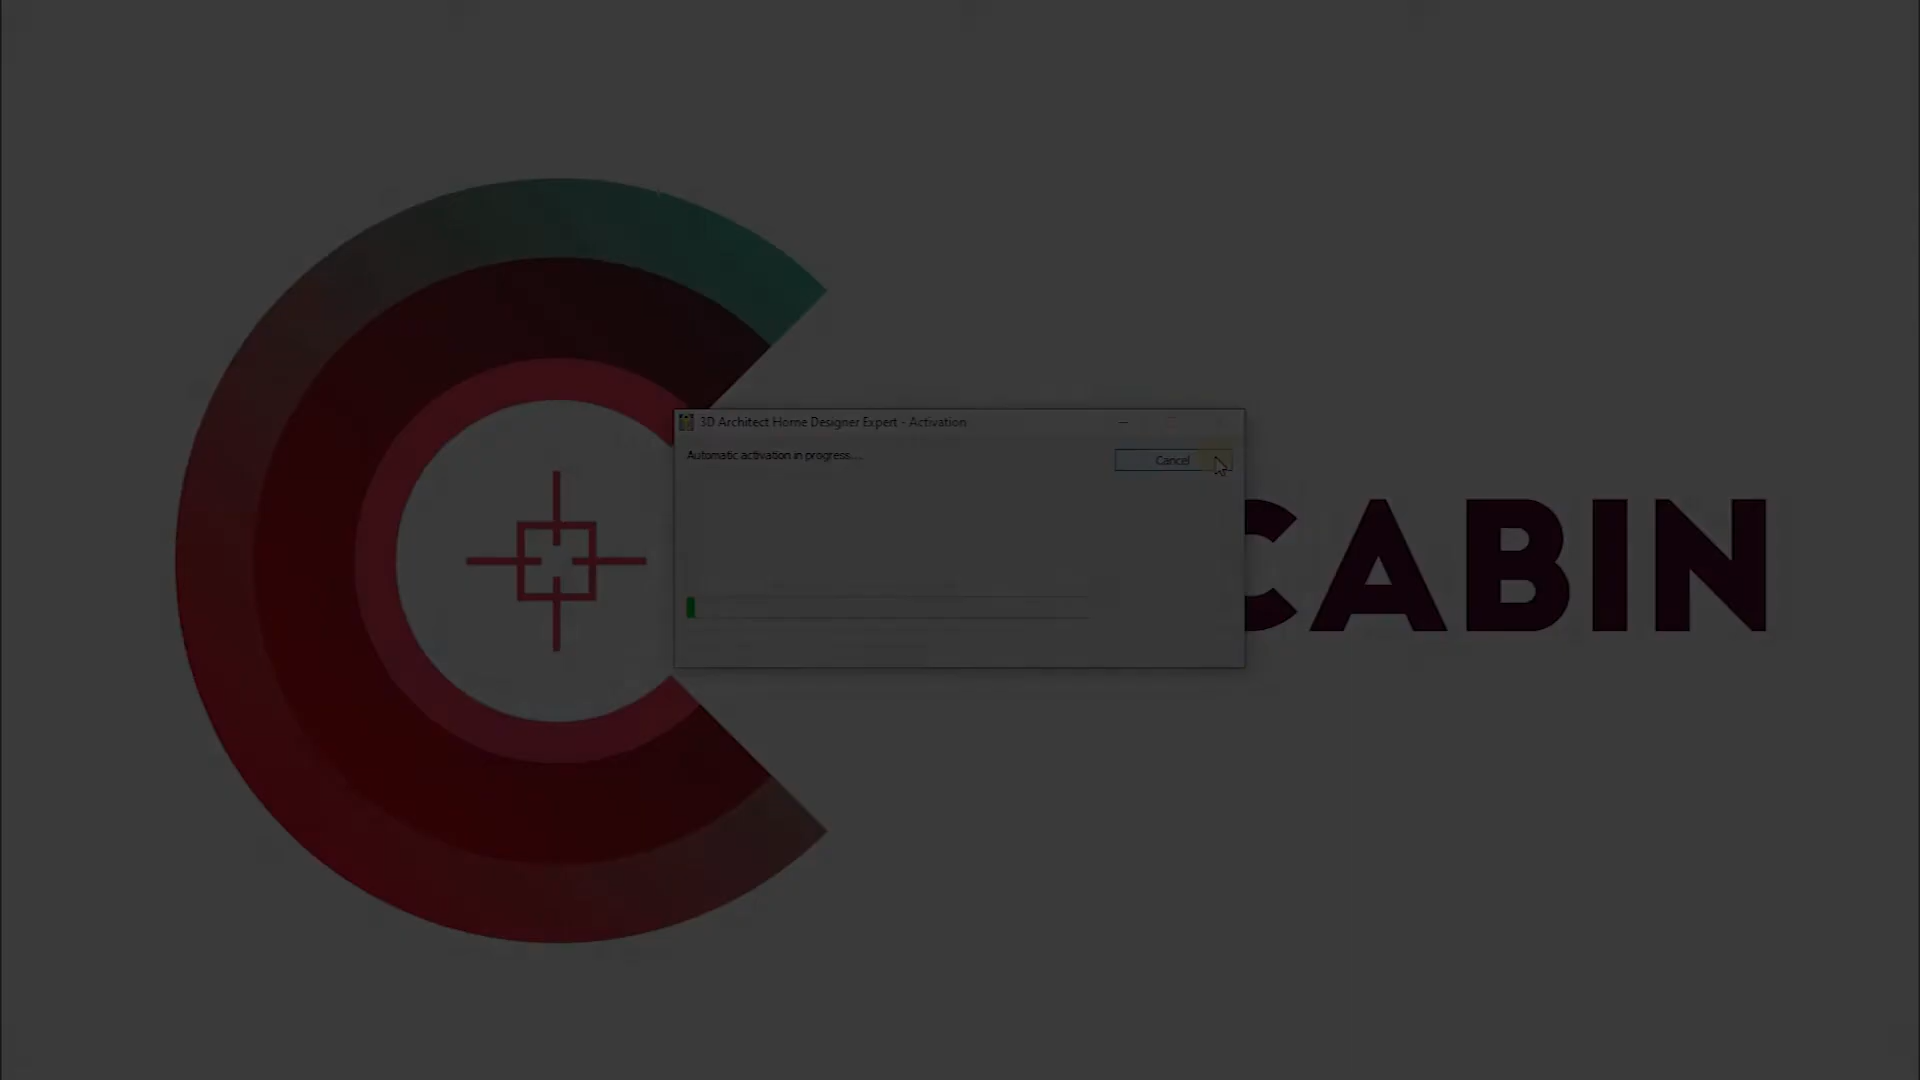 3D Architect Home Designer Expert - Activation
Automatic activation in progress...
Cancel
CABIN